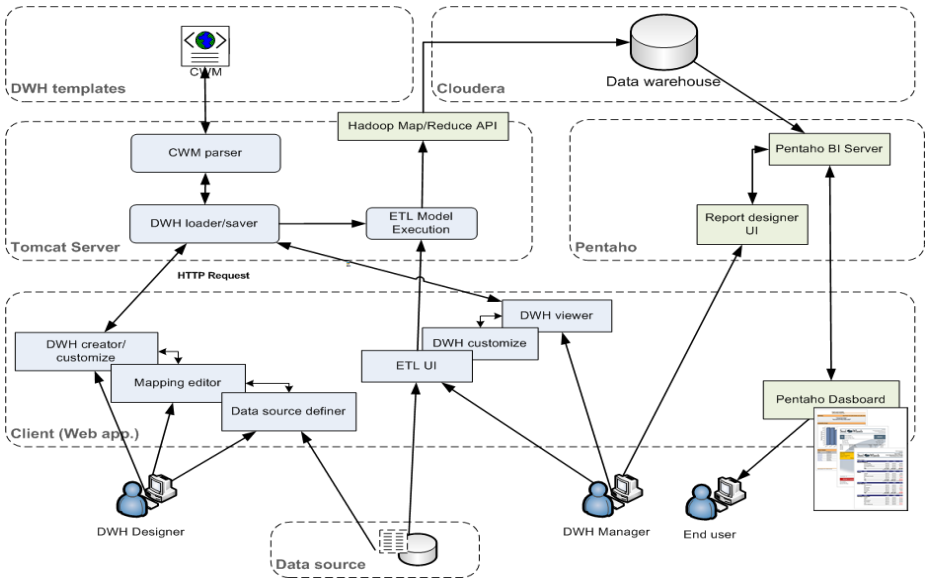 CWM
DWH templates
Data warehouse
Cloudera
Hadoop Map/Reduce API
CWM parser
DWH loader/saver
ETL Model
Execution
Tomcat Server
Pentaho BI Server
Report designer
UI
Pentaho
HTTP Request
2
DWH viewer
DWH customize
ETL UI
DWH creator/
customize
Mapping editor
Data source definer
Client (Web app.)
Pentaho Dasboard
DWH Designer
DWH Manager
End user
Data source